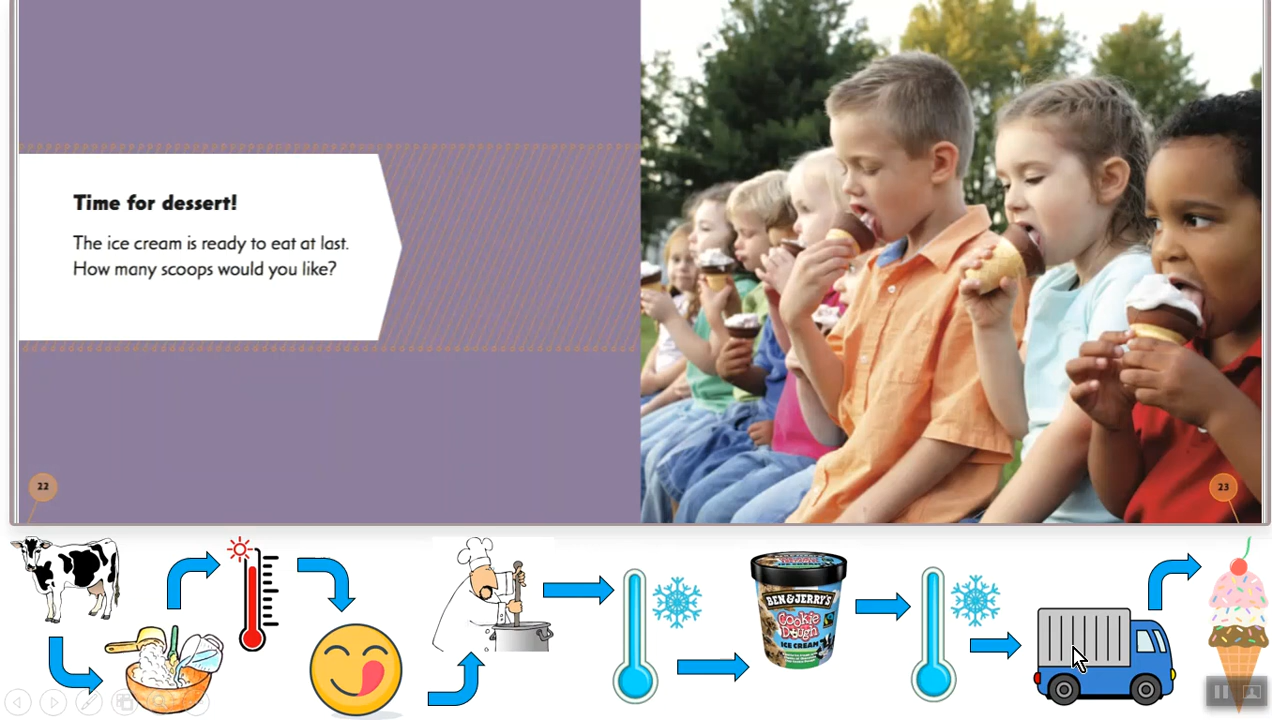 Time for dessert!
The ice cream is ready to eat at last.
How many scoops would you like?
22
23
BEN & JERRY'S
Cookie
Dough
ICE CREAM